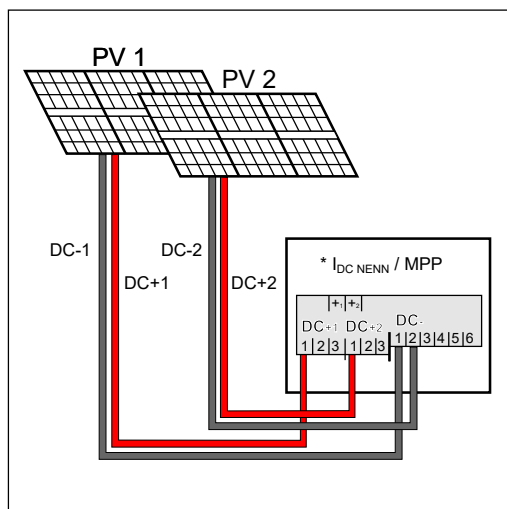 PV 1
PV 2
DC-1
DC+1
DC-2
DC+2
* I DC NENN / MPP
+1 +2
DC+1 DC+2 DC-
1 2 3 1 2 3 1 2 3 4 5 6